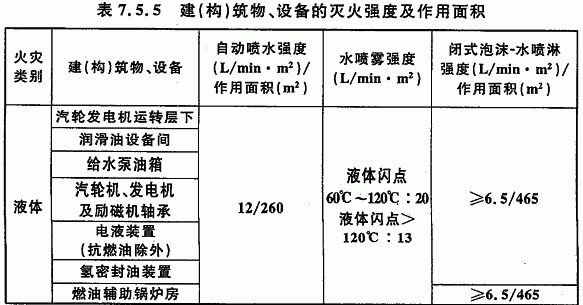 表 7.5.5 建(构)筑物、设备的灭火强度及作用面积
火灾
类别
建(构)筑物、设备
自动喷水强度
(L/min·m²)/
作用面积(m²)
水喷雾强度
(L/min·m²)
闭式泡沫-水喷淋
强度(L/min·m²)/
作用面积(m²)
液体
汽轮发电机运转层下
润滑油设备间
给水泵油箱
汽轮机、发电机
及励磁机轴承
电液装置
(抗燃油除外)
氢密封油装置
燃油辅助锅炉房
12/260
液体闪点
60℃~120℃:20
液体闪点>
120℃:13
≥6.5/465
≥6.5/465